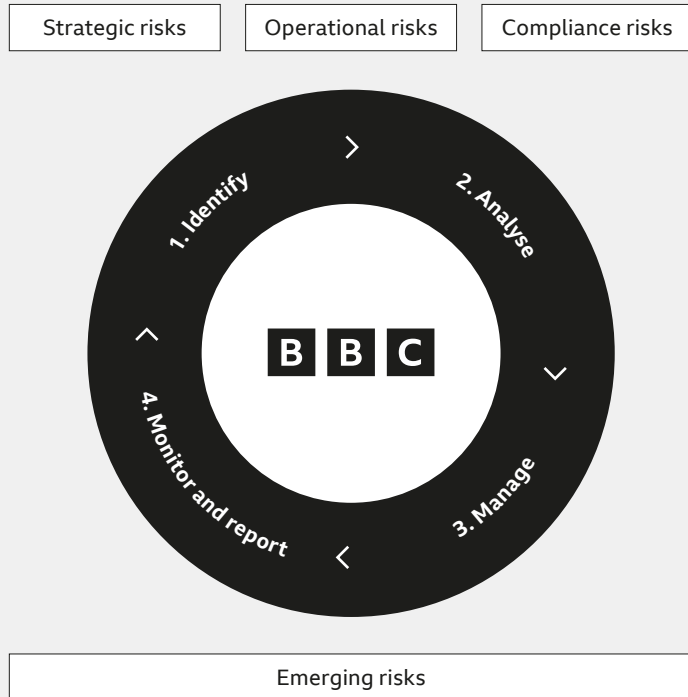 Strategic risks
Operational risks
Compliance risks
1. Identify
2. Analyse
BBC
3. Manage
4. Monitor and report
Emerging risks